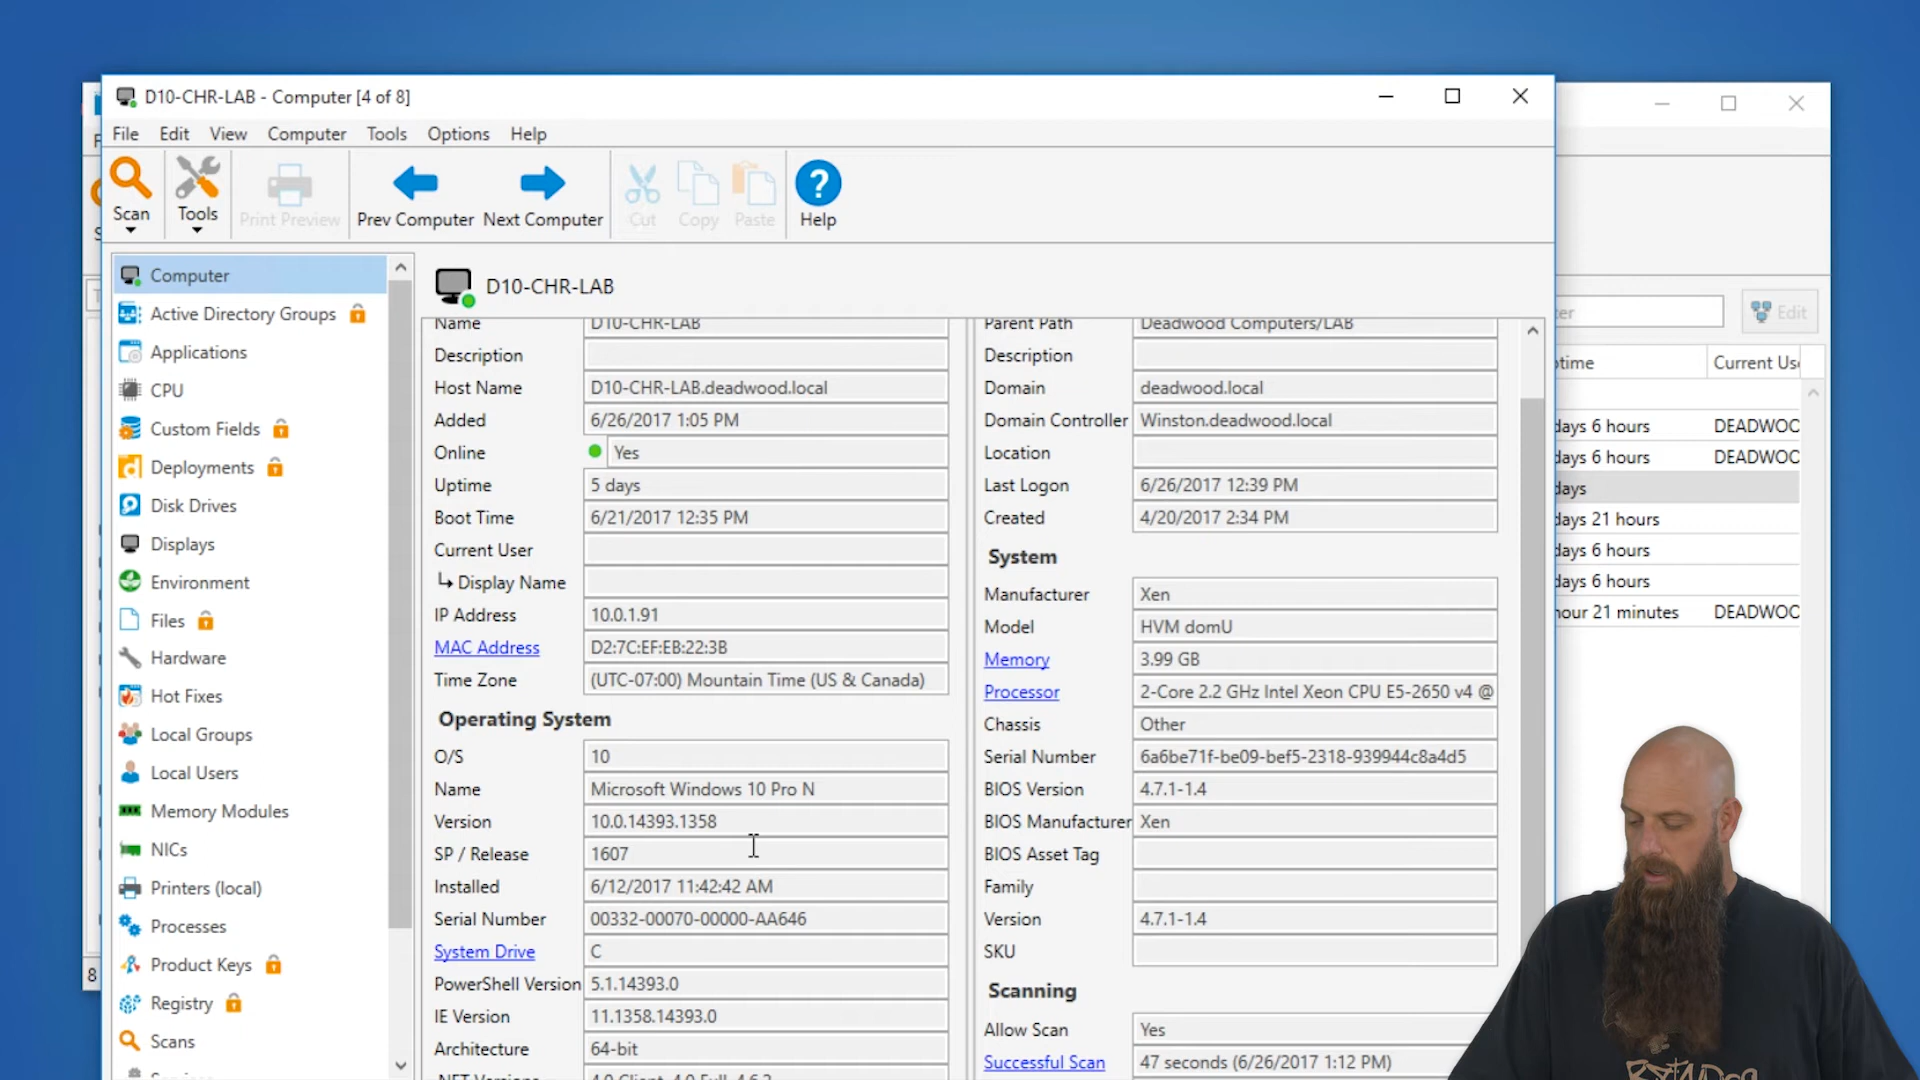 D10-CHR-LAB - Computer [4 of 8]
File Edit View Computer Tools Options Help
Scan Tools Print Preview Prev Computer Next Computer Cut Copy Paste Help
Computer
Active Directory Groups
Applications
CPU
Custom Fields
Deployments
Disk Drives
Displays
Environment
Files
Hardware
Hot Fixes
Local Groups
Local Users
Memory Modules
NICs
Printers (local)
Processes
Product Keys
Registry
Scans
D10-CHR-LAB
Name D10-CHR-LAB
Description
Host Name D10-CHR-LAB.deadwood.local
Added 6/26/2017 1:05 PM
Online Yes
Uptime 5 days
Boot Time 6/21/2017 12:35 PM
Current User
↳ Display Name
IP Address 10.0.1.91
MAC Address D2:7C:EF:EB:22:3B
Time Zone (UTC-07:00) Mountain Time (US & Canada)
Operating System
O/S 10
Name Microsoft Windows 10 Pro N
Version 10.0.14393.1358
SP / Release 1607
Installed 6/12/2017 11:42:42 AM
Serial Number 00332-00070-00000-AA646
System Drive C
PowerShell Version 5.1.14393.0
IE Version 11.1358.14393.0
Architecture 64-bit
Parent Path Deadwood Computers/LAB
Description
Domain deadwood.local
Domain Controller Winston.deadwood.local
Location
Last Logon 6/26/2017 12:39 PM
Created 4/20/2017 2:34 PM
System
Manufacturer Xen
Model HVM domU
Memory 3.99 GB
Processor 2-Core 2.2 GHz Intel Xeon CPU E5-2650 v4 @
Chassis Other
Serial Number 6a6be71f-be09-bef5-2318-939944c8a4d5
BIOS Version 4.7.1-1.4
BIOS Manufacturer Xen
BIOS Asset Tag
Family
Version 4.7.1-1.4
SKU
Scanning
Allow Scan Yes
Successful Scan 47 seconds (6/26/2017 1:12 PM)
Edit
time Current Us
days 6 hours DEADWOO
days 6 hours DEADWOO
days
days 21 hours
days 6 hours
days 6 hours
hour 21 minutes DEADWOO
8